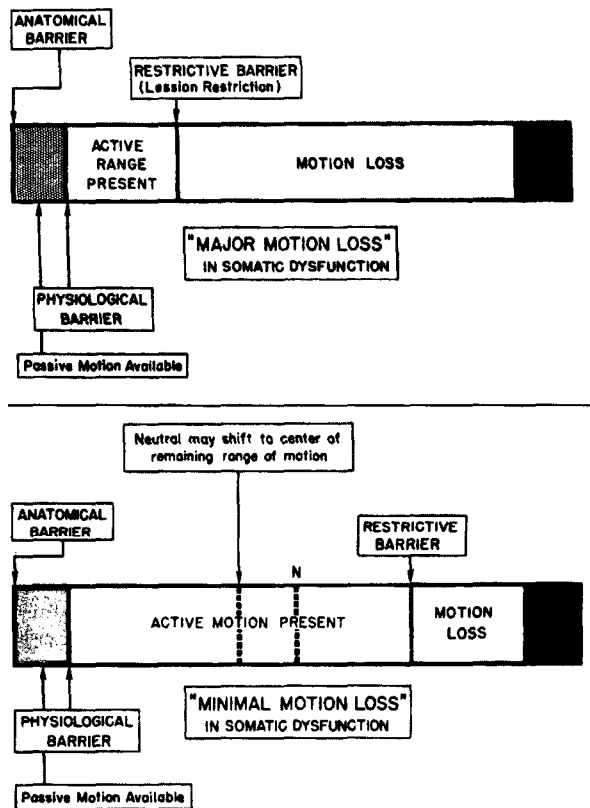 ANATOMICAL
BARRIER
RESTRICTIVE BARRIER
(Lession Restriction)
ACTIVE
RANGE
PRESENT
MOTION LOSS
"MAJOR MOTION LOSS"
IN SOMATIC DYSFUNCTION
PHYSIOLOGICAL
BARRIER
Passive Motion Available
Neutral may shift to center of
remaining range of motion
ANATOMICAL
BARRIER
RESTRICTIVE
BARRIER
N
ACTIVE MOTION PRESENT
MOTION
LOSS
"MINIMAL MOTION LOSS"
IN SOMATIC DYSFUNCTION
PHYSIOLOGICAL
BARRIER
Passive Motion Available